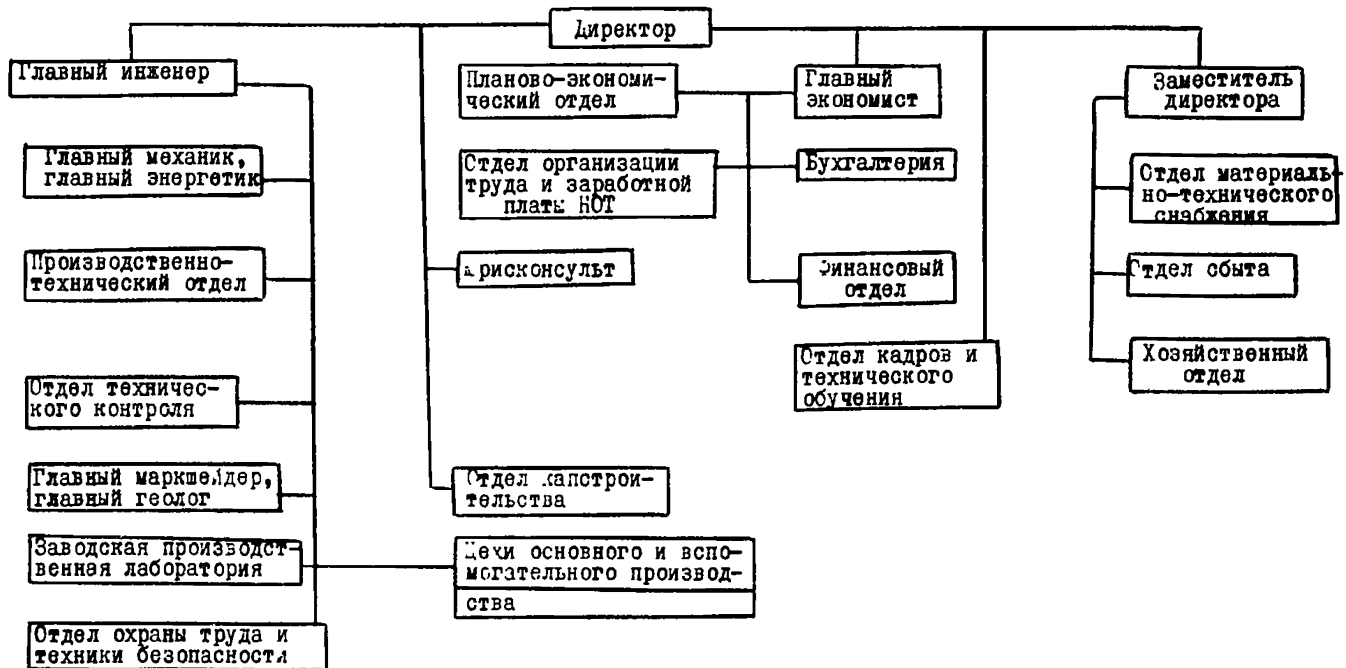 Директор
Главный инженер
Планово-экономи-
ческий отдел
Главный
экономист
Заместитель
директора
Главный механик,
главный энергетик
Отдел организации
труда и заработной
платы НОТ
Бухгалтерия
Отдел материаль-
но-технического
снабжения
Производственно-
технический отдел
Юрисконсульт
Финансовый
отдел
Отдел сбыта
Отдел кадров и
технического
обучения
Хозяйственный
отдел
Отдел техничес-
кого контроля
Главный маркшейдер,
главный геолог
Отдел капстрои-
тельства
Заводская производст-
венная лаборатория
Цехи основного и вспо-
могательного производ-
ства
Отдел охраны труда и
техники безопасности